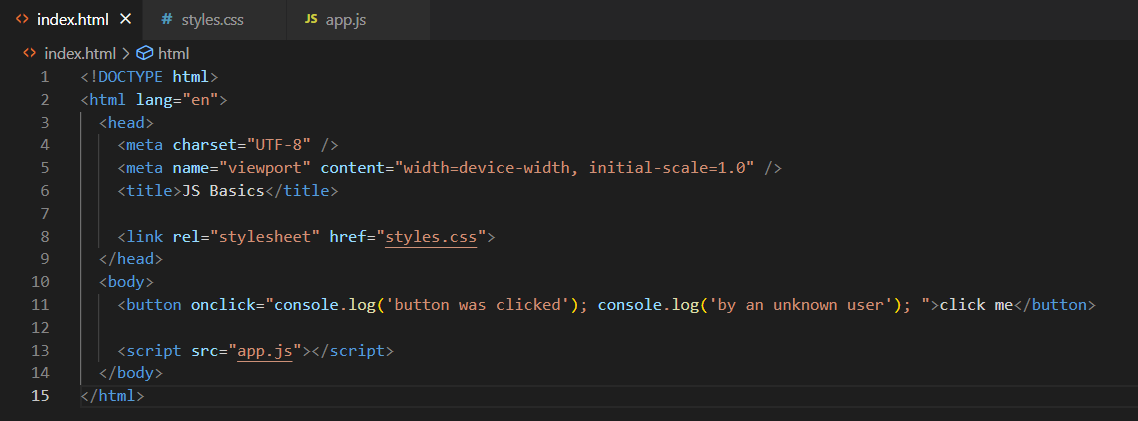 index.html
styles.css
JS app.js
index.html > html
1 <!DOCTYPE html>
2 <html lang="en">
3 <head>
4 <meta charset="UTF-8" />
5 <meta name="viewport" content="width=device-width, initial-scale=1.0" />
6 <title>JS Basics</title>
7
8 <link rel="stylesheet" href="styles.css">
9 </head>
10 <body>
11 <button onclick="console.log('button was clicked'); console.log('by an unknown user'); ">click me</button>
12
13 <script src="app.js"></script>
14 </body>
15 </html>